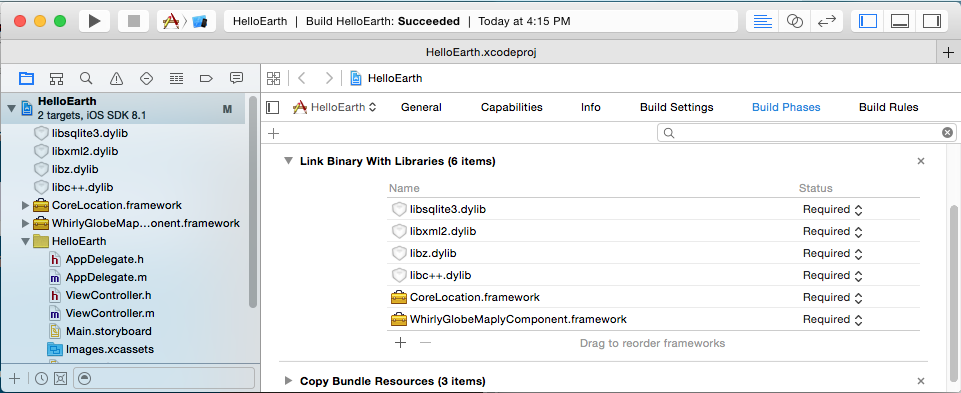 HelloEarth | Build HelloEarth: Succeeded | Today at 4:15 PM
HelloEarth.xcodeproj
HelloEarth
2 targets, iOS SDK 8.1
M
libsqlite3.dylib
libxml2.dylib
libz.dylib
libc++.dylib
CoreLocation.framework
WhirlyGlobeMap...onent.framework
HelloEarth
h AppDelegate.h
m AppDelegate.m
h ViewController.h
m ViewController.m
Main.storyboard
Images.xcassets
HelloEarth
HelloEarth General Capabilities Info Build Settings Build Phases Build Rules
Link Binary With Libraries (6 items)
Name Status
libsqlite3.dylib Required
libxml2.dylib Required
libz.dylib Required
libc++.dylib Required
CoreLocation.framework Required
WhirlyGlobeMaplyComponent.framework Required
Drag to reorder frameworks
Copy Bundle Resources (3 items)